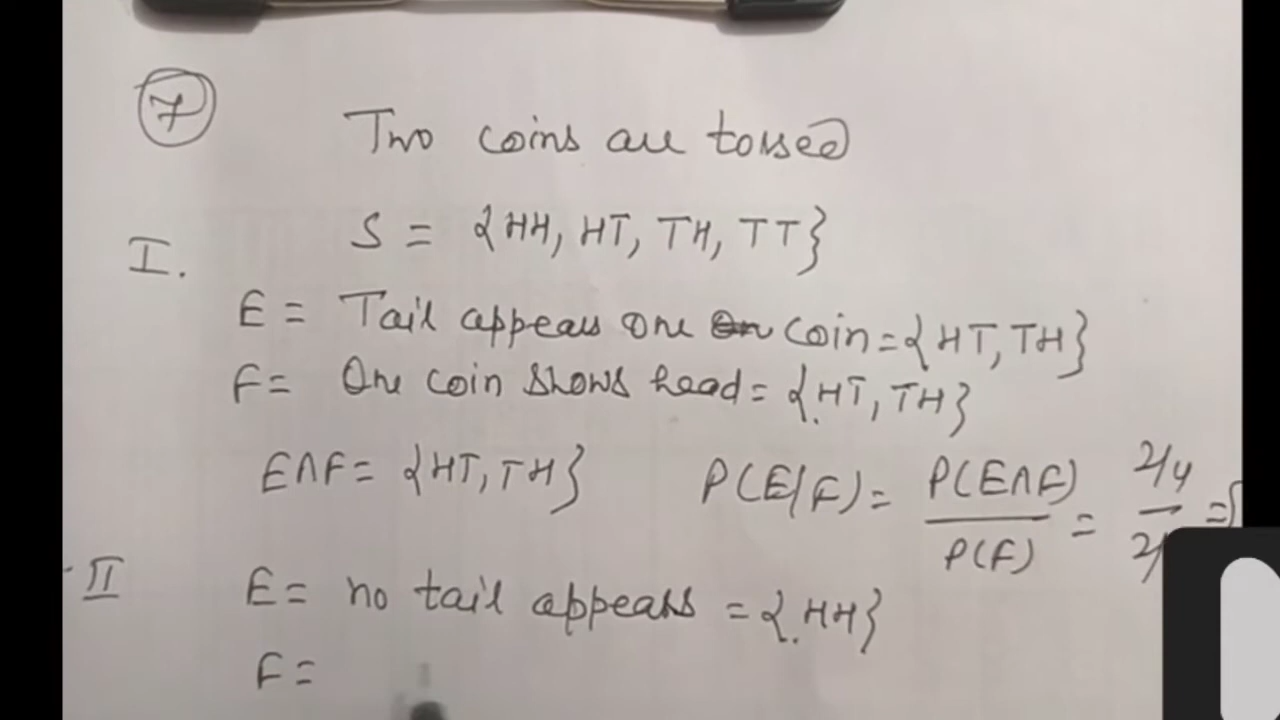 7
Two coins are tossed
S = {HH, HT, TH, TT}
I.
E = Tail appears one coin = {HT, TH}
F = One coin shows head = {HT, TH}
E∩F = {HT, TH} P(E/F) = P(E∩F) / P(F) = 2/4 / 2/ =
II E = no tail appears = {HH}
F =